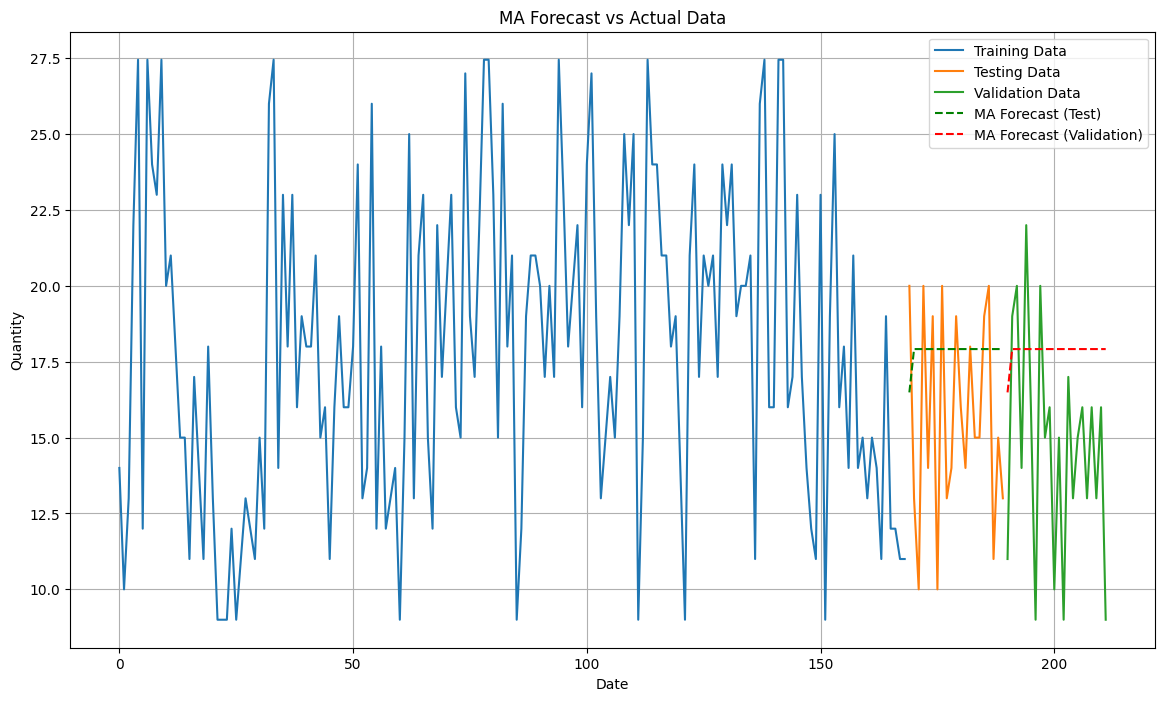 MA Forecast vs Actual Data
Training Data
Testing Data
Validation Data
MA Forecast (Test)
MA Forecast (Validation)
Quantity
27.5
25.0
22.5
20.0
17.5
15.0
12.5
10.0
0
50
100
150
200
Date